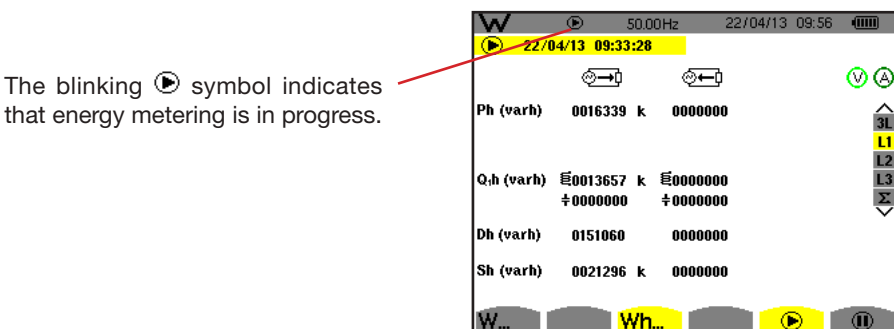 W 50.00Hz 22/04/13 09:56
22/04/13 09:33:28
The blinking symbol indicates
that energy metering is in progress.
Ph (varh) 0016339 k 0000000
Q₁h (varh) 0013657 k 0000000
0000000 0000000
Dh (varh) 0151060 0000000
Sh (varh) 0021296 k 0000000
V A
3L
L1
L2
L3
Σ
W... Wh...